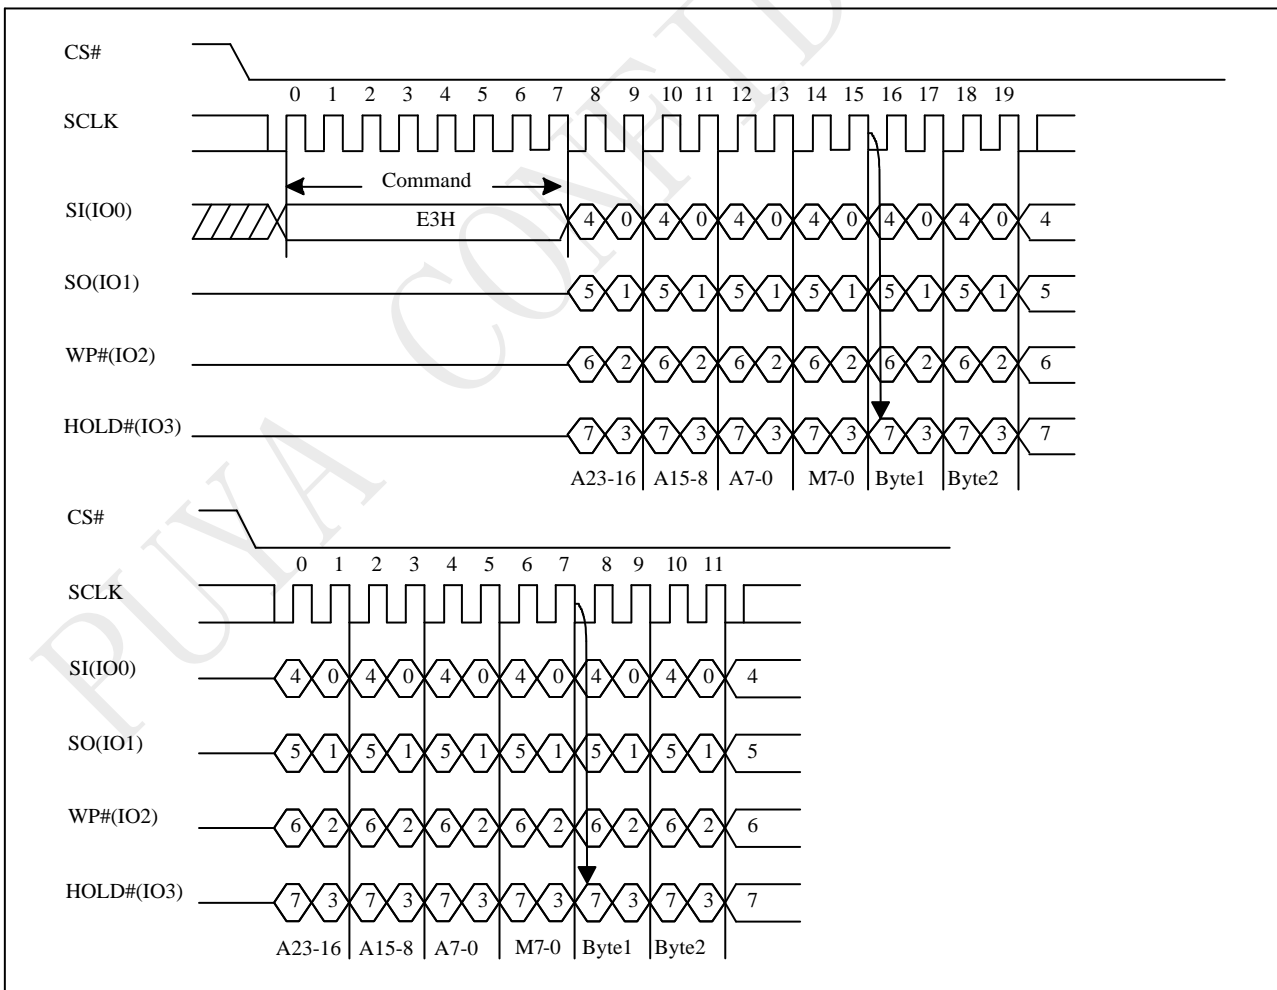 PUYA CONFID
CS#
0 1 2 3 4 5 6 7 8 9 10 11 12 13 14 15 16 17 18 19
SCLK
Command
SI(IO0) E3H 4 0 4 0 4 0 4 0 4 0 4 0 4
SO(IO1) 5 1 5 1 5 1 5 1 5 1 5 1 5
WP#(IO2) 6 2 6 2 6 2 6 2 6 2 6 2 6
HOLD#(IO3) 7 3 7 3 7 3 7 3 7 3 7 3 7
A23-16 A15-8 A7-0 M7-0 Byte1 Byte2
CS#
0 1 2 3 4 5 6 7 8 9 10 11
SCLK
SI(IO0) 4 0 4 0 4 0 4 0 4 0 4 0 4
SO(IO1) 5 1 5 1 5 1 5 1 5 1 5 1 5
WP#(IO2) 6 2 6 2 6 2 6 2 6 2 6 2 6
HOLD#(IO3) 7 3 7 3 7 3 7 3 7 3 7 3 7
A23-16 A15-8 A7-0 M7-0 Byte1 Byte2